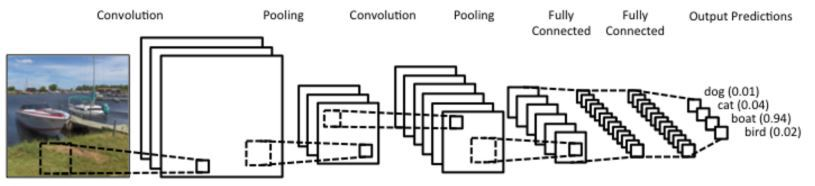 Convolution
Pooling
Convolution
Pooling
Fully
Connected
Fully
Connected
Output Predictions
dog (0.01)
cat (0.04)
boat (0.94)
bird (0.02)